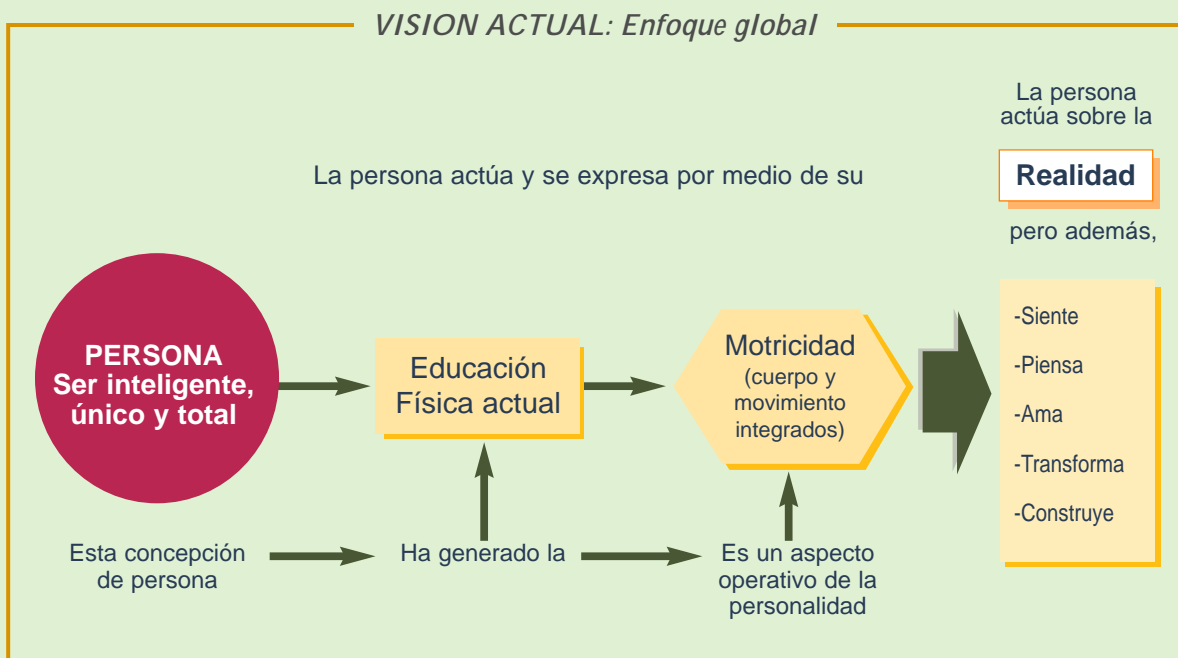 VISION ACTUAL: Enfoque global
La persona
actúa sobre la
Realidad
pero además,
La persona actúa y se expresa por medio de su
PERSONA
Ser inteligente,
único y total
Educación
Física actual
Motricidad
(cuerpo y
movimiento
integrados)
-Siente
-Piensa
-Ama
-Transforma
-Construye
Esta concepción
de persona
Ha generado la
Es un aspecto
operativo de la
personalidad